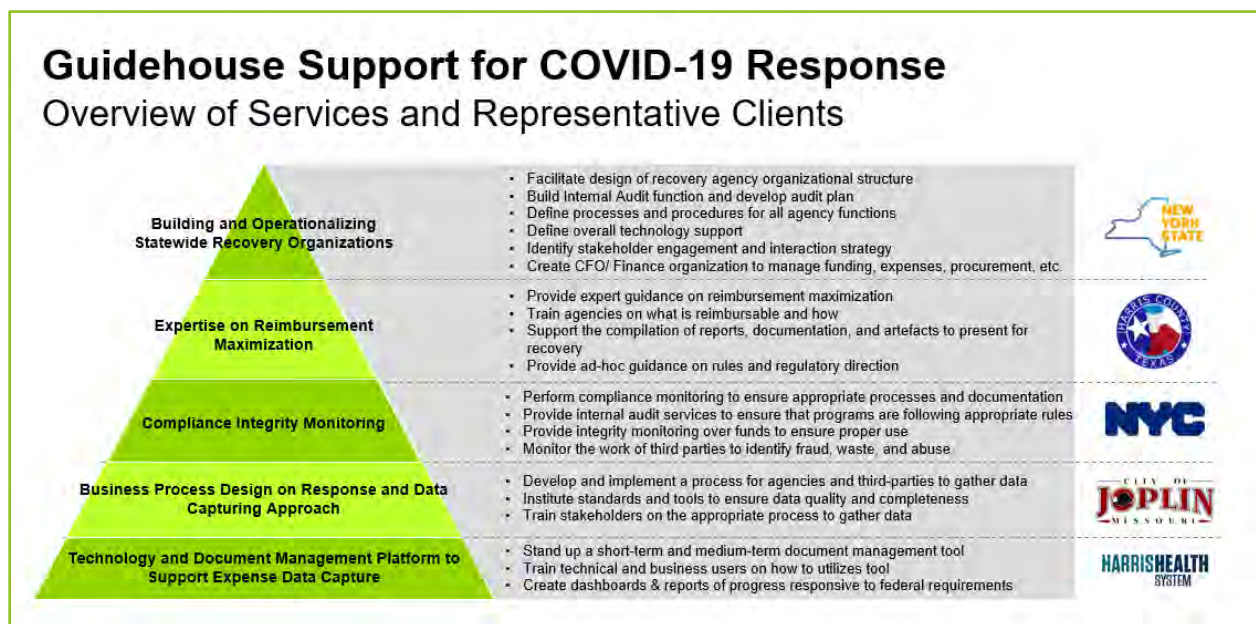 Guidehouse Support for COVID-19 Response
Overview of Services and Representative Clients
Building and Operationalizing
Statewide Recovery Organizations
• Facilitate design of recovery agency organizational structure
• Build Internal Audit function and develop audit plan
• Define processes and procedures for all agency functions
• Define overall technology support
• Identify stakeholder engagement and interaction strategy
• Create CFO/ Finance organization to manage funding, expenses, procurement, etc.
NEW
YORK
STATE
Expertise on Reimbursement
Maximization
• Provide expert guidance on reimbursement maximization
• Train agencies on what is reimbursable and how
• Support the compilation of reports, documentation, and artefacts to present for
recovery
• Provide ad-hoc guidance on rules and regulatory direction
HARRIS COUNTY
TEXAS
Compliance Integrity Monitoring
• Perform compliance monitoring to ensure appropriate processes and documentation
• Provide internal audit services to ensure that programs are following appropriate rules
• Provide integrity monitoring over funds to ensure proper use
• Monitor the work of third parties to identify fraud, waste, and abuse
NYC
Business Process Design on Response and Data
Capturing Approach
• Develop and implement a process for agencies and third-parties to gather data
• Institute standards and tools to ensure data quality and completeness
• Train stakeholders on the appropriate process to gather data
CITY OF
JOPLIN
MISSOURI
Technology and Document Management Platform to
Support Expense Data Capture
• Stand up a short-term and medium-term document management tool
• Train technical and business users on how to utilizes tool
• Create dashboards & reports of progress responsive to federal requirements
HARRISHEALTH
SYSTEM